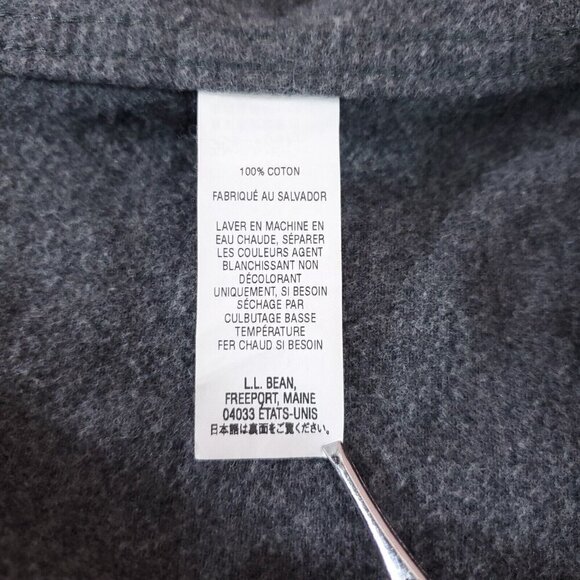 100% COTON
FABRIQUÉ AU SALVADOR
LAVER EN MACHINE EN
EAU CHAUDE, SÉPARER
LES COULEURS AGENT
BLANCHISSANT NON
DÉCOLORANT
UNIQUEMENT, SI BESOIN
SÉCHAGE PAR
CULBUTAGE BASSE
TEMPÉRATURE
FER CHAUD SI BESOIN
L.L. BEAN,
FREEPORT, MAINE
04033 ÉTATS-UNIS
日本語は裏面をご覧ください。